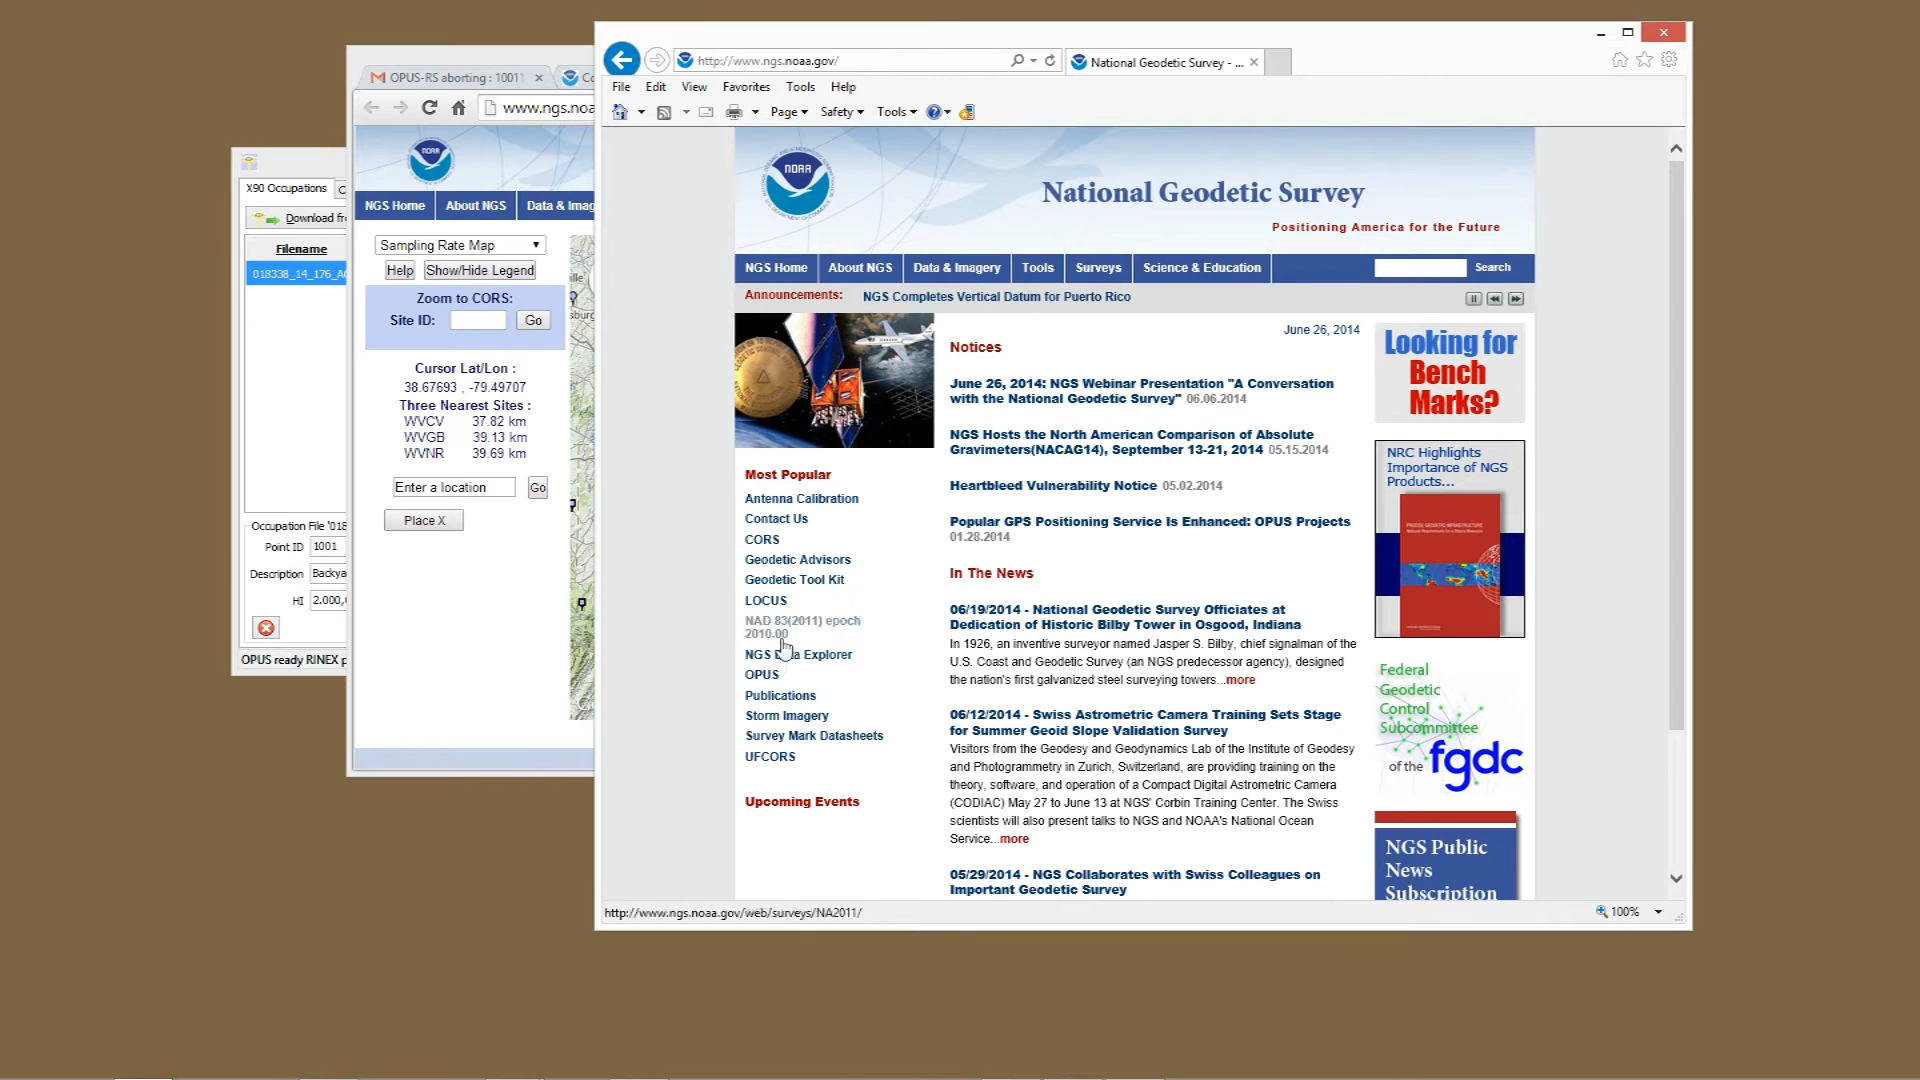 X90 Occupations
Download
Filename
018338_14_176_A
Occupation File '018
Point ID 1001
Description Backya
HI 2.000,
OPUS ready RINEX p
OPUS-RS aborting : 1001
www.ngs.noa
NOAA
NGS Home
About NGS
Data & Imag
Sampling Rate Map
Help
Show/Hide Legend
Zoom to CORS:
Site ID:
Go
Cursor Lat/Lon :
38.67693 , -79.49707
Three Nearest Sites :
WVCV 37.82 km
WVGB 39.13 km
WVNR 39.69 km
Enter a location
Go
Place X
http://www.ngs.noaa.gov/
National Geodetic Survey - ...
File Edit View Favorites Tools Help
Page Safety Tools
NOAA
National Geodetic Survey
Positioning America for the Future
NGS Home About NGS Data & Imagery Tools Surveys Science & Education Search
Announcements: NGS Completes Vertical Datum for Puerto Rico
Most Popular
Antenna Calibration
Contact Us
CORS
Geodetic Advisors
Geodetic Tool Kit
LOCUS
NAD 83(2011) epoch
2010.00
NGS Explorer
OPUS
Publications
Storm Imagery
Survey Mark Datasheets
UFCORS
Upcoming Events
June 26, 2014
Notices
June 26, 2014: NGS Webinar Presentation "A Conversation
with the National Geodetic Survey" 06.06.2014
NGS Hosts the North American Comparison of Absolute
Gravimeters(NACAG14), September 13-21, 2014 05.15.2014
Heartbleed Vulnerability Notice 05.02.2014
Popular GPS Positioning Service Is Enhanced: OPUS Projects
01.28.2014
In The News
06/19/2014 - National Geodetic Survey Officiates at
Dedication of Historic Bilby Tower in Osgood, Indiana
In 1926, an inventive surveyor named Jasper S. Bilby, chief signalman of the
U.S. Coast and Geodetic Survey (an NGS predecessor agency), designed
the nation's first galvanized steel surveying towers...more
06/12/2014 - Swiss Astrometric Camera Training Sets Stage
for Summer Geoid Slope Validation Survey
Visitors from the Geodesy and Geodynamics Lab of the Institute of Geodesy
and Photogrammetry in Zurich, Switzerland, are providing training on the
theory, software, and operation of a Compact Digital Astrometric Camera
(CODIAC) May 27 to June 13 at NGS' Corbin Training Center. The Swiss
scientists will also present talks to NGS and NOAA's National Ocean
Service...more
05/29/2014 - NGS Collaborates with Swiss Colleagues on
Important Geodetic Survey
Looking for
Bench
Marks?
NRC Highlights
Importance of NGS
Products...
PRECISE GEODETIC INFRASTRUCTURE
Federal
Geodetic
Control
Subcommittee
of the fgdc
NGS Public
News
Subscription
http://www.ngs.noaa.gov/web/surveys/NA2011/
100%